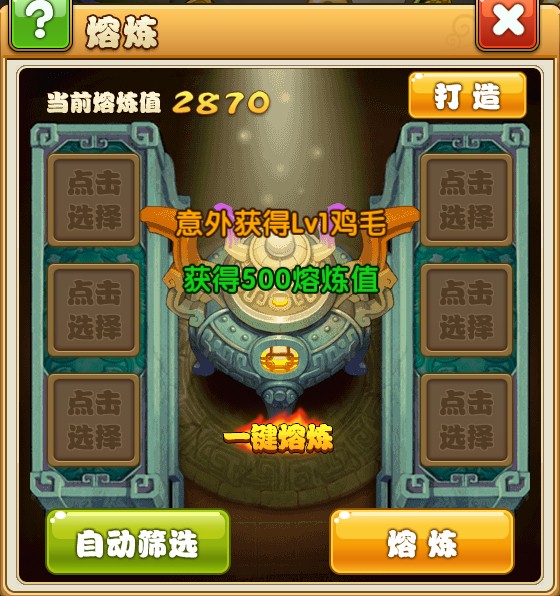 ?
熔炼
当前熔炼值 2870
打造
点击
选择
点击
选择
意外获得Lv1鸡毛
获得500熔炼值
点击
选择
点击
选择
点击
选择
点击
选择
一键熔炼
自动筛选
熔炼